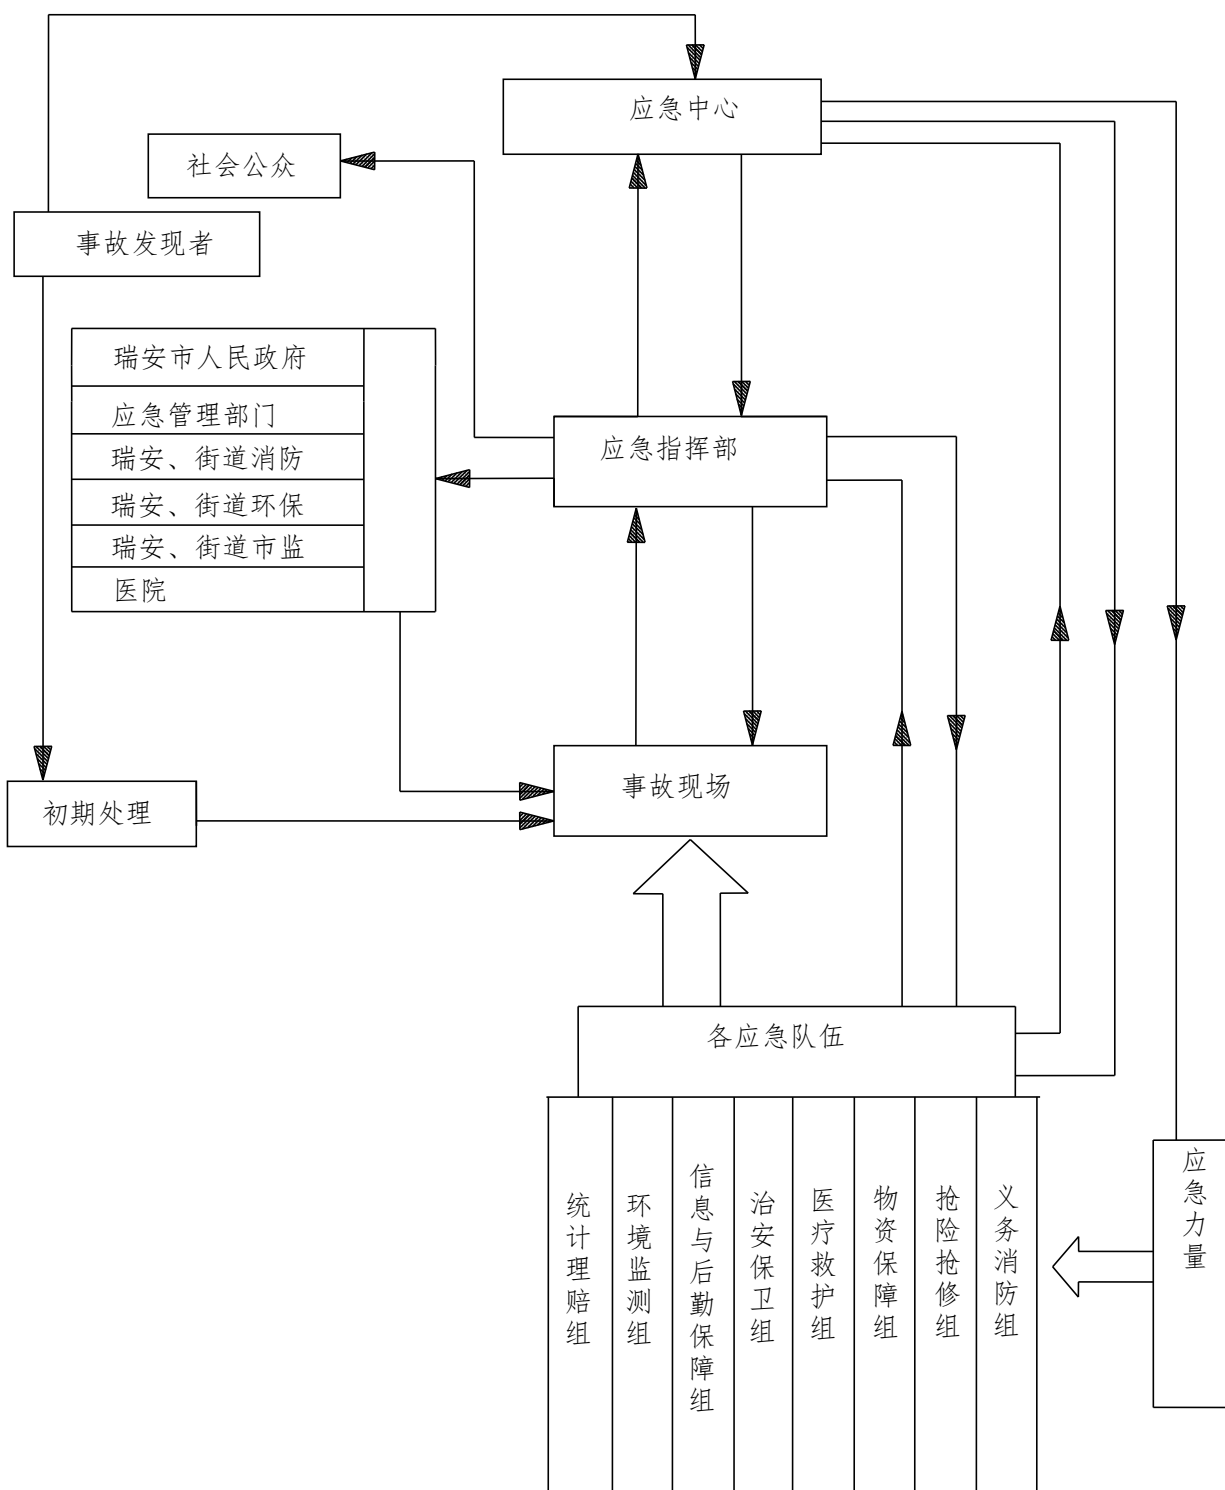 应急中心
社会公众
事故发现者
瑞安市人民政府
应急管理部门
瑞安、街道消防
瑞安、街道环保
瑞安、街道市监
医院
应急指挥部
事故现场
初期处理
各应急队伍
统计理赔组
环境监测组
信息与后勤保障组
治安保卫组
医疗救护组
物资保障组
抢险抢修组
义务消防组
应急力量